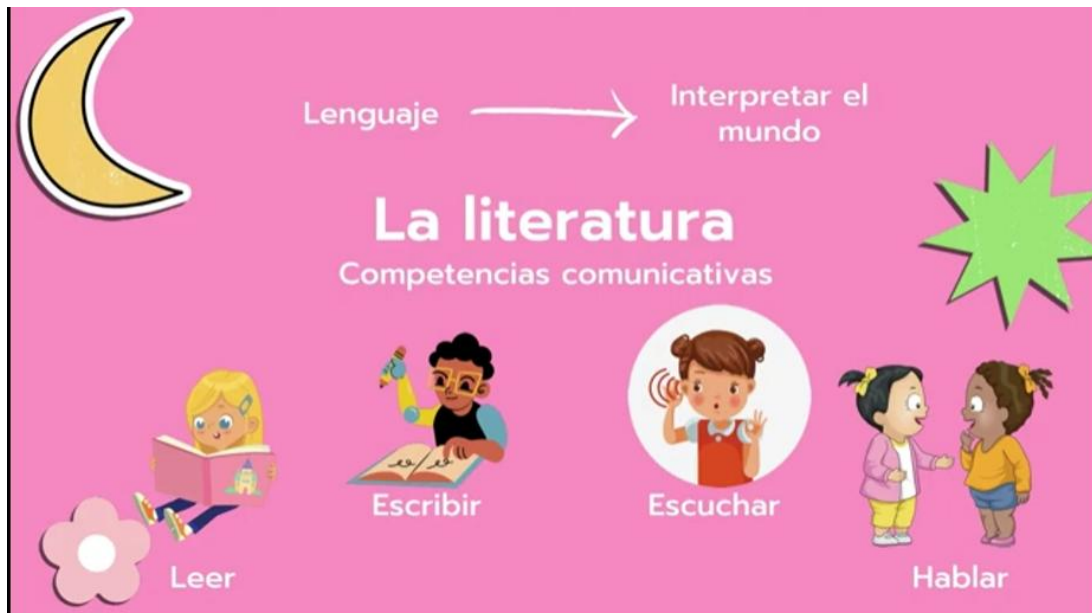 Lenguaje
Interpretar el
mundo
La literatura
Competencias comunicativas
Leer
Escribir
Escuchar
Hablar